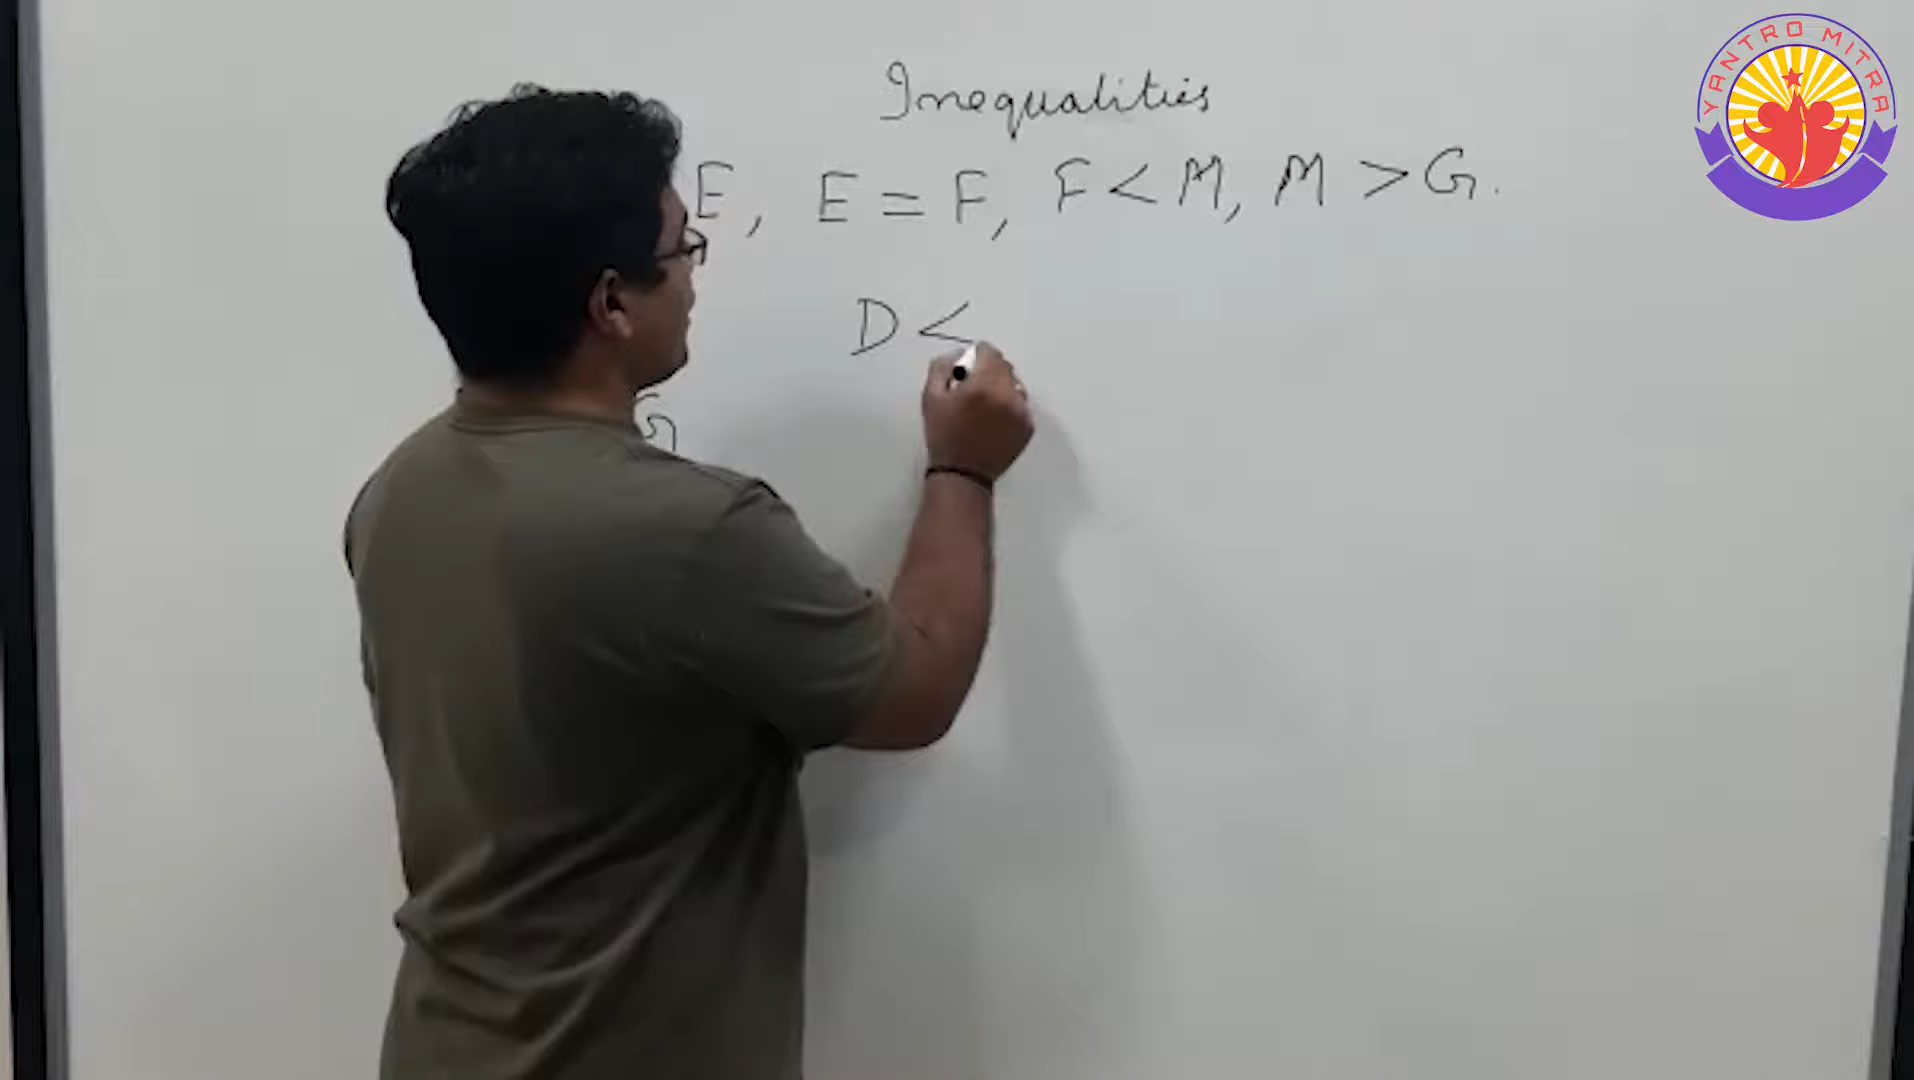 Inequalities
E, E = F, F < M, M > G.
D <
G
YANTRO MITRA